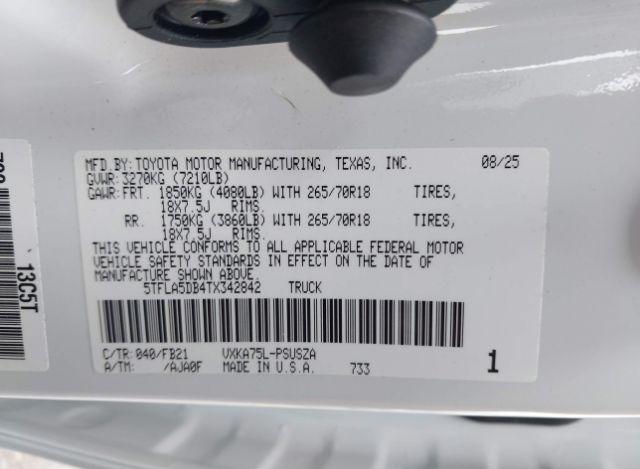 MFD.BY: TOYOTA MOTOR MANUFACTURING, TEXAS, INC. 08/25
GVWR: 3270KG (7210LB)
GAWR: FRT. 1850KG (4080LB) WITH 265/70R18 TIRES,
18X7.5J RIMS.
RR. 1750KG (3860LB) WITH 265/70R18 TIRES,
18X7.5J RIMS.
THIS VEHICLE CONFORMS TO ALL APPLICABLE FEDERAL MOTOR
VEHICLE SAFETY STANDARDS IN EFFECT ON THE DATE OF
MANUFACTURE SHOWN ABOVE.
5TFLA5DB4TX342842 TRUCK
C/TR: 040/FB21 VXKA75L-PSUSZA
A/TM: /AJA0F MADE IN U.S.A. 733
1
13C5T